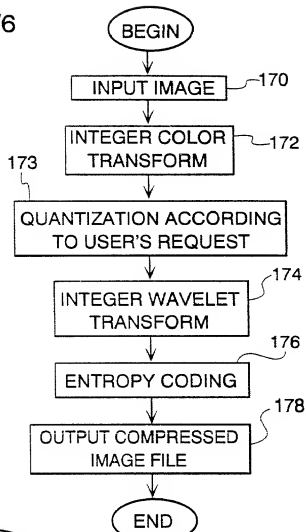 /6
BEGIN
INPUT IMAGE
170
INTEGER COLOR
TRANSFORM
172
173
QUANTIZATION ACCORDING
TO USER'S REQUEST
174
INTEGER WAVELET
TRANSFORM
176
ENTROPY CODING
178
OUTPUT COMPRESSED
IMAGE FILE
END